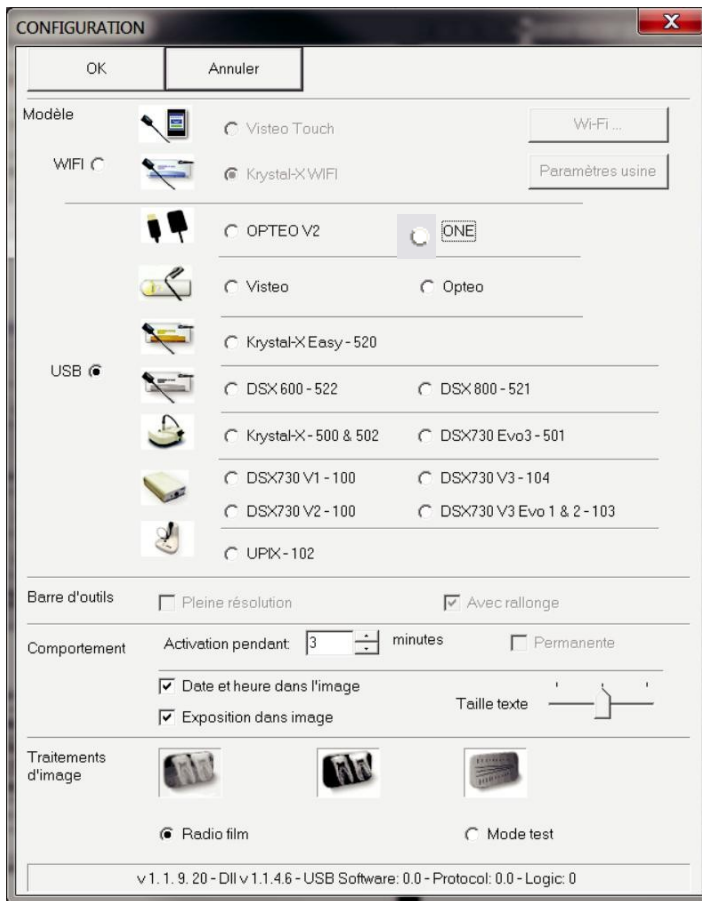 CONFIGURATION
OK Annuler
Modèle
Visteo Touch Wi-Fi ...
WIFI Krystal-X WIFI Paramètres usine
OPTEO V2 ONE
Visteo Opteo
Krystal-X Easy - 520
USB
DSX 600 - 522 DSX 800 - 521
Krystal-X - 500 & 502 DSX730 Evo3 - 501
DSX730 V1 - 100 DSX730 V3 - 104
DSX730 V2 - 100 DSX730 V3 Evo 1 & 2 - 103
UPIX - 102
Barre d'outils Pleine résolution Avec rallonge
Comportement Activation pendant: 3 minutes Permanente
Date et heure dans l'image
Taille texte
Exposition dans image
Traitements
d'image
Radio film Mode test
v 1. 1. 9. 20 - Dll v 1.1.4.6 - USB Software: 0.0 - Protocol: 0.0 - Logic: 0